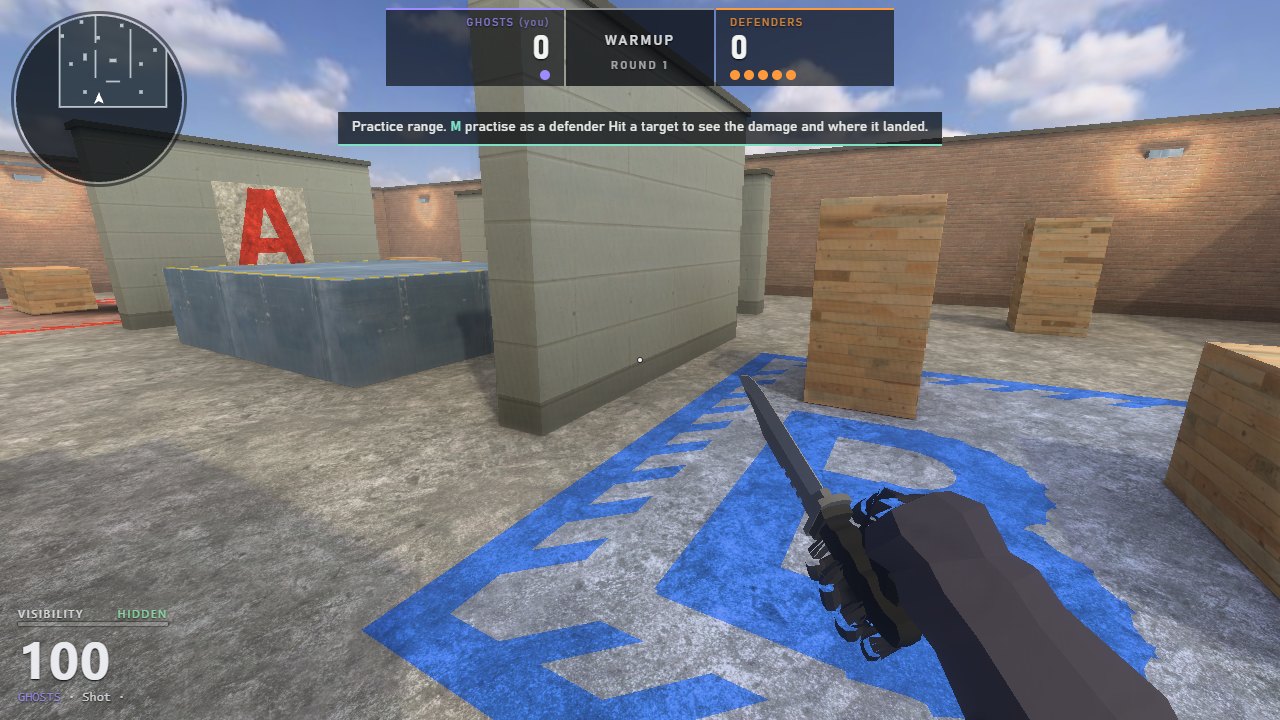 GHOSTS (you)
0
WARMUP
ROUND 1
DEFENDERS
0
Practice range. M practise as a defender Hit a target to see the damage and where it landed.
A
B
VISIBILITY HIDDEN
100
GHOSTS · Shot ·